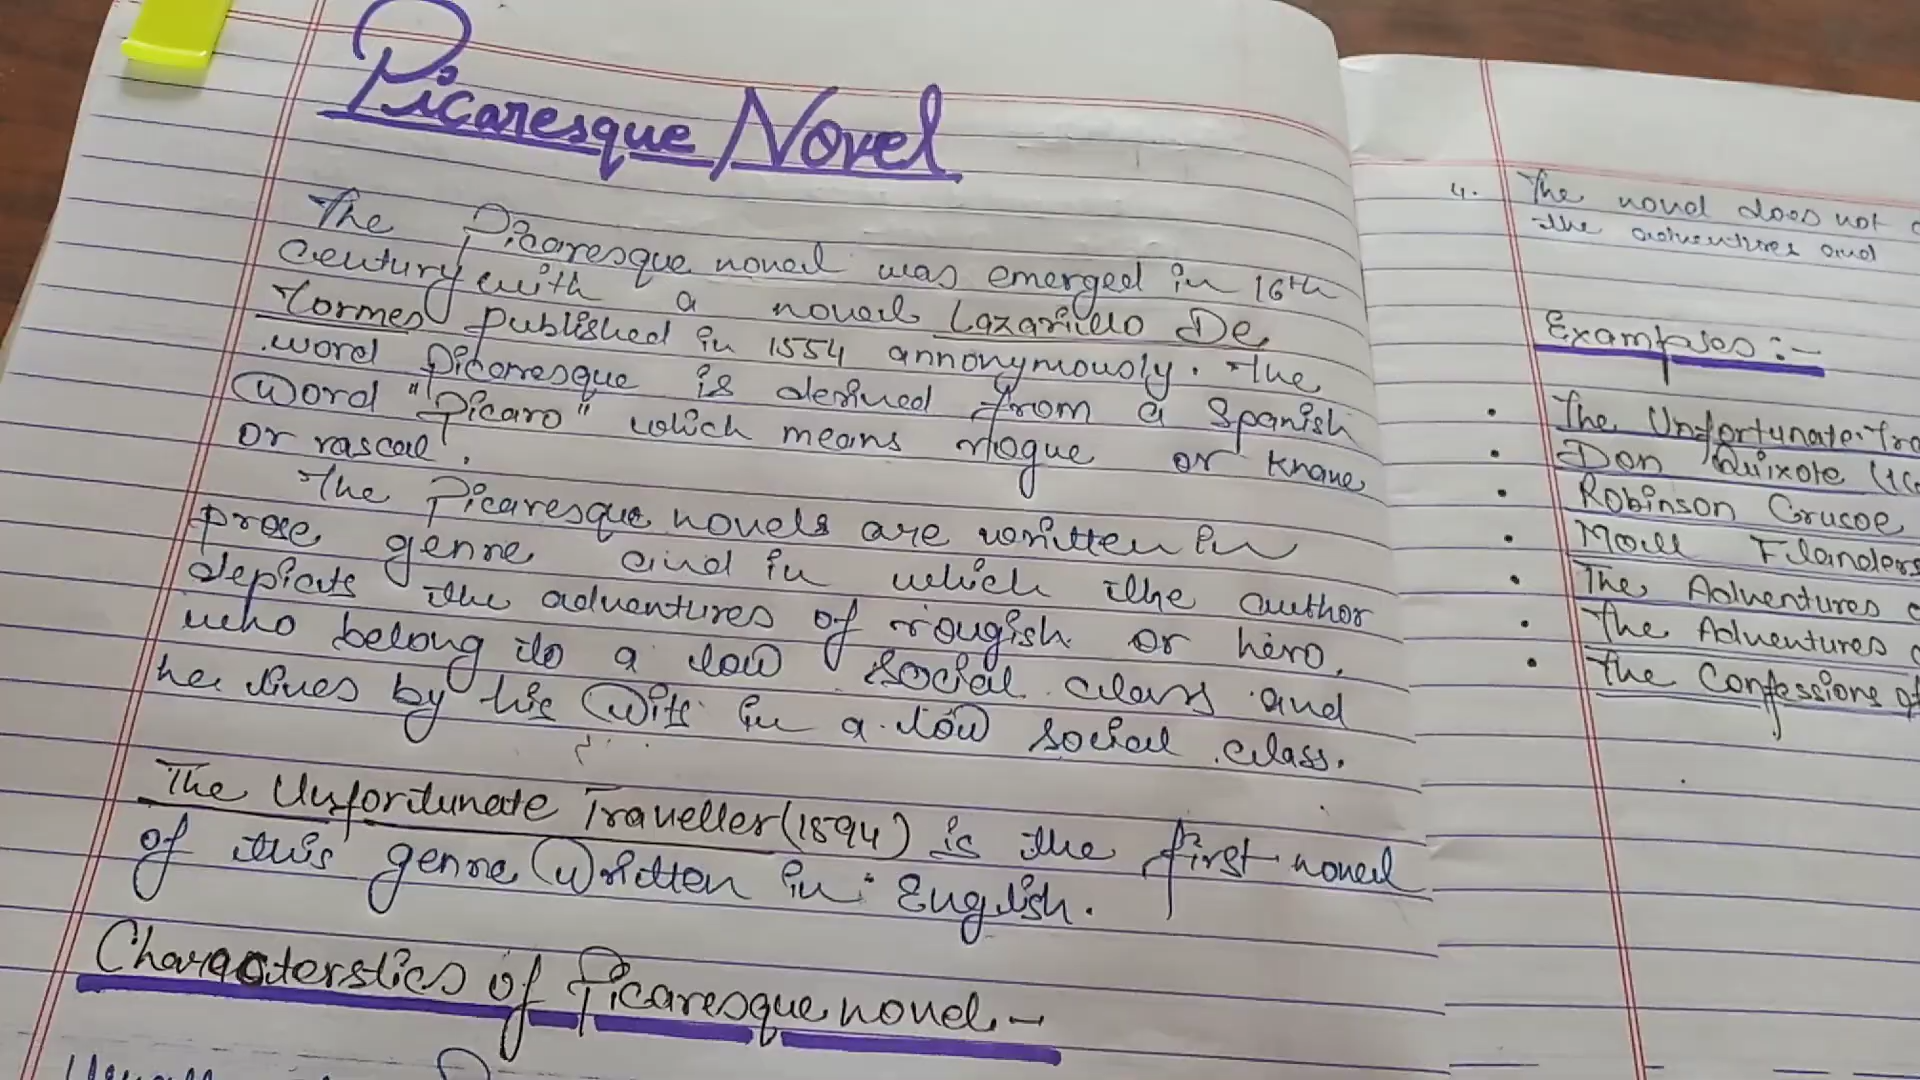 Picaresque Novel
The Picaresque novel was emerged in 16th
century with a novel Lazarillo De
Tormes published in 1554 annonymously. The
word Picaresque is derived from a Spanish
word "Picaro" which means rogue or knave
or rascal.
The Picaresque novels are written in
prose genre and in which the author
depicts the adventures of rougish or hero,
who belong to a low social class and
he lives by his wits in a low social class.
The Unfortunate Traveller (1594) is the first novel
of this genre written in English.
Characterstics of Picaresque novel -
4. The novel does not
the adventures and
Examples :-
• The Unfortunate
• Don Quixote
• Robinson Crusoe
• Moll Flanders
• The Adventures
• The Adventures
• The Confessions of